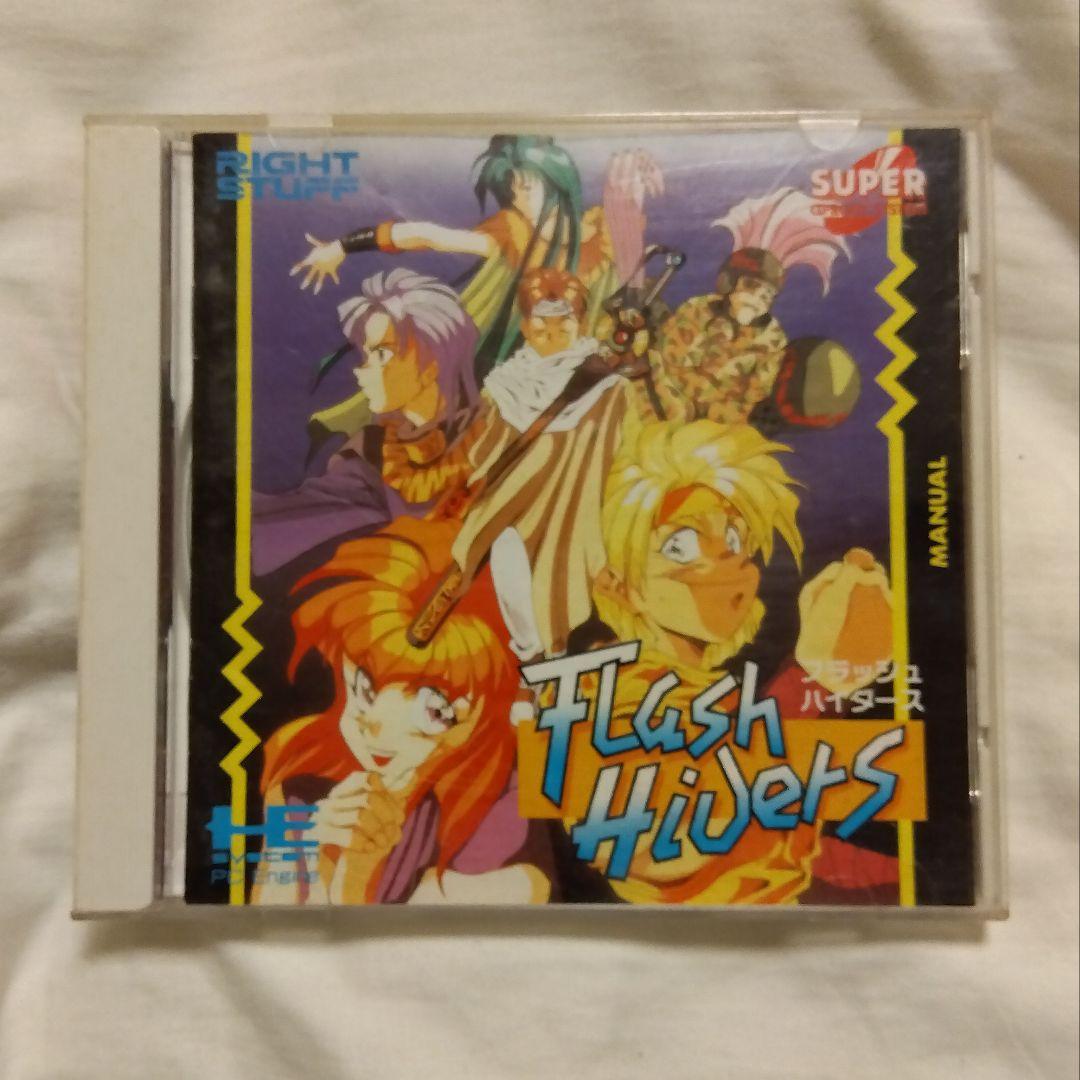 RIGHT
STUFF
SUPER
MANUAL
フラッシュ
ハイダース
Flash
Hiders
HE
SYSTEM
PC Engine